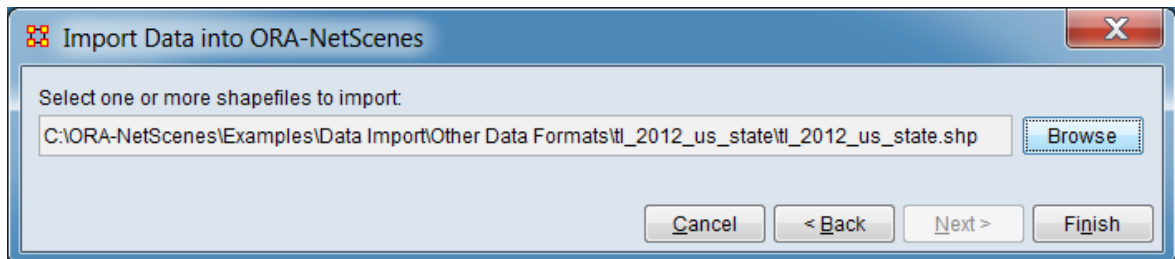 Import Data into ORA-NetScenes
X
Select one or more shapefiles to import:
C:\ORA-NetScenes\Examples\Data Import\Other Data Formats\tl_2012_us_state\tl_2012_us_state.shp Browse
Cancel < Back Next > Finish